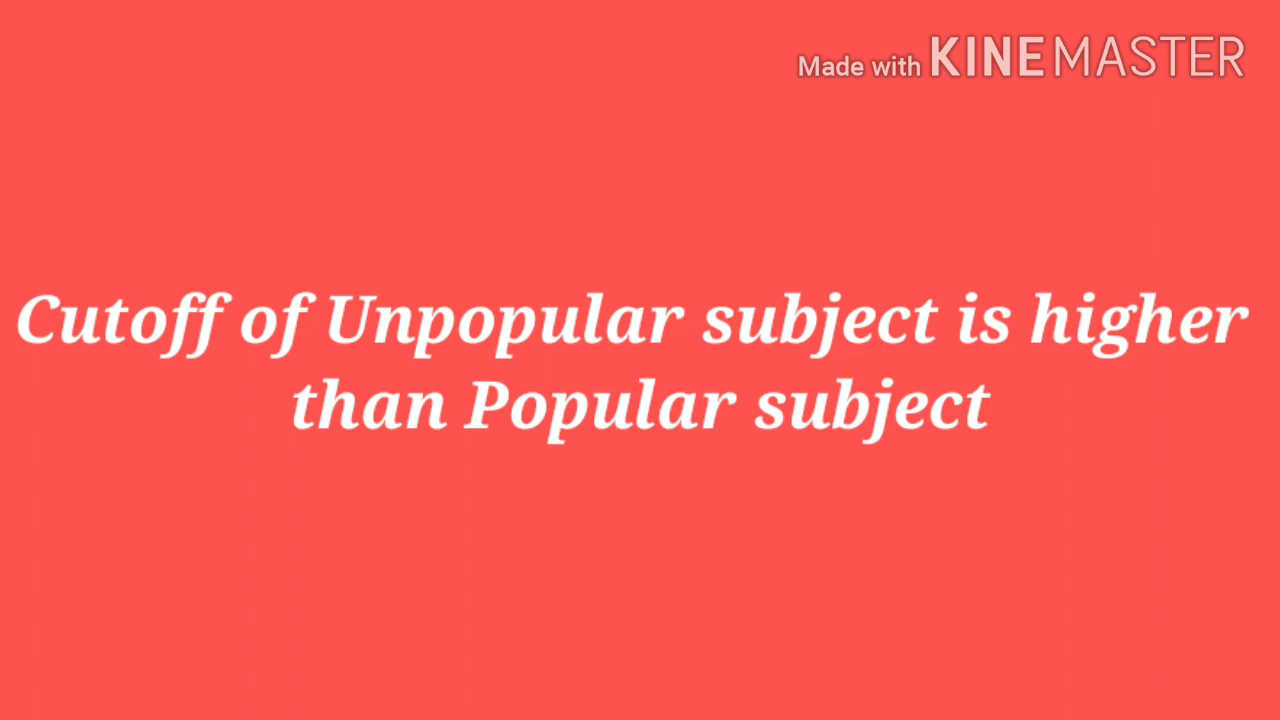 Made with KINEMASTER
Cutoff of Unpopular subject is higher
than Popular subject